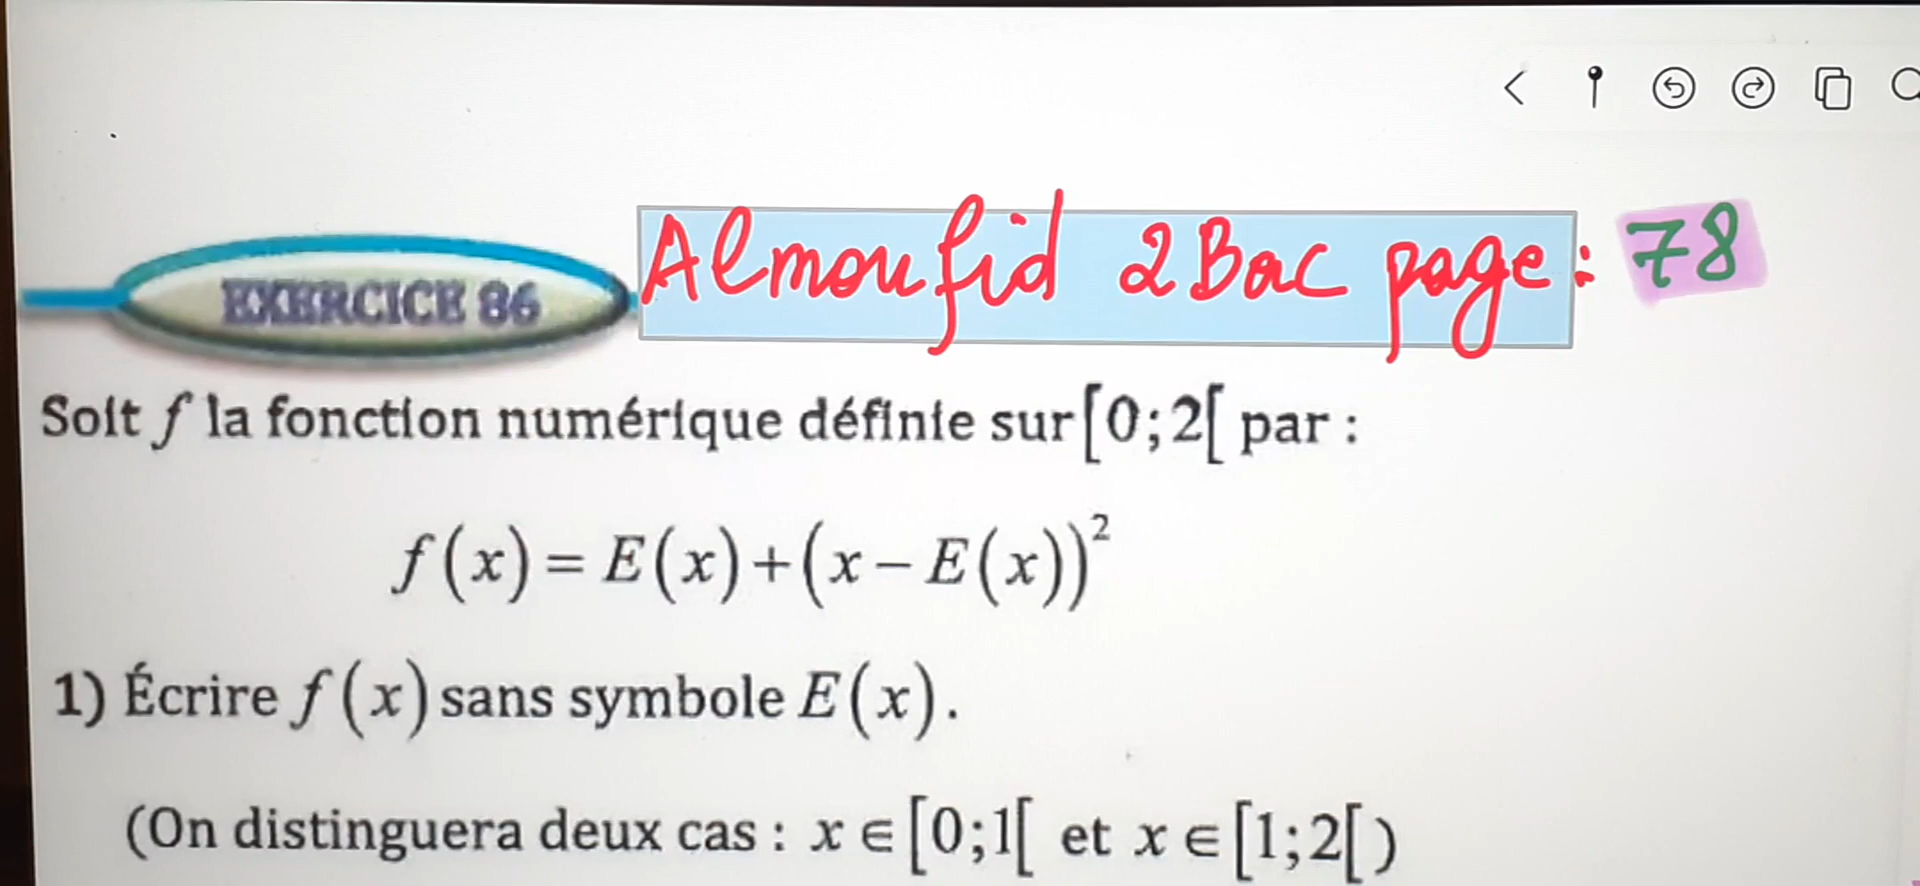 Almoufid 2Bac page: 78
EXERCICE 86
Soit f la fonction numérique définie sur [0;2[ par :
f(x) = E(x) + (x − E(x))²
1) Écrire f(x) sans symbole E(x).
(On distinguera deux cas : x ∈ [0;1[ et x ∈ [1;2[)